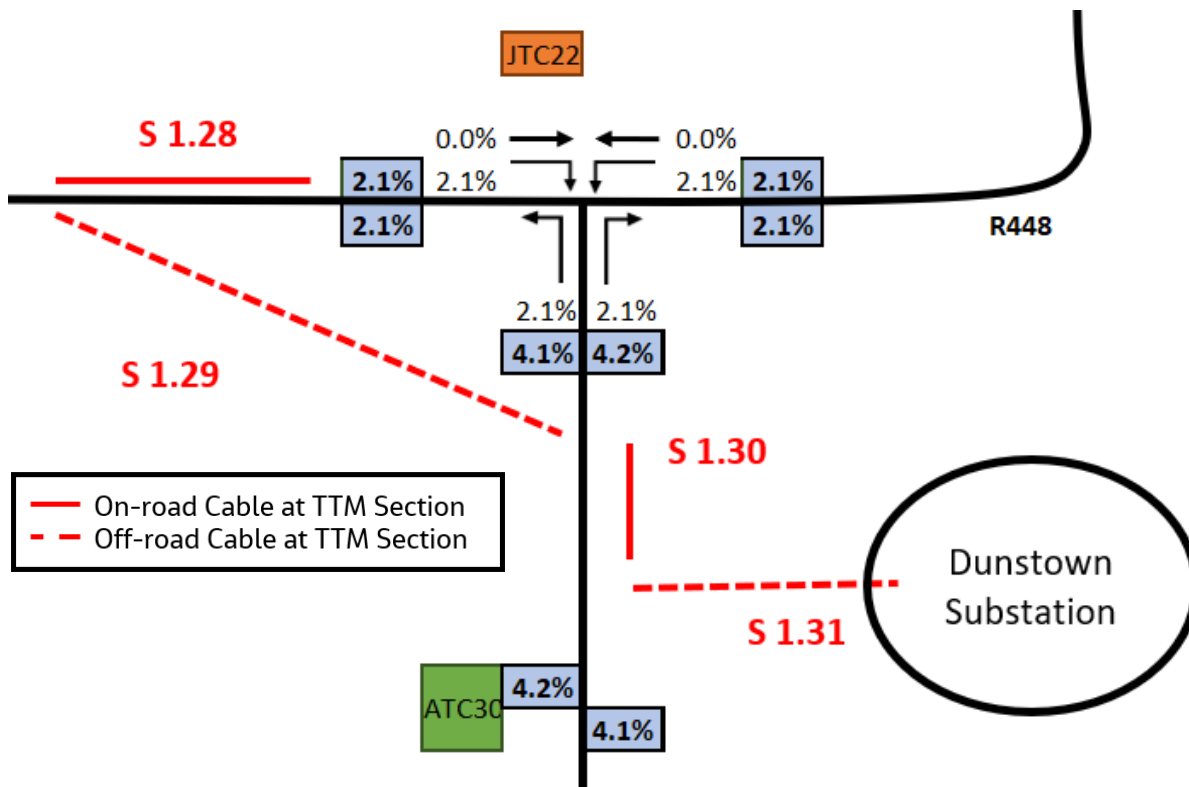 JTC22
S 1.28
0.0%
0.0%
2.1%
2.1%
2.1%
2.1%
2.1%
2.1%
R448
2.1%
2.1%
4.1%
4.2%
S 1.29
S 1.30
On-road Cable at TTM Section
Off-road Cable at TTM Section
Dunstown
Substation
S 1.31
4.2%
ATC30
4.1%